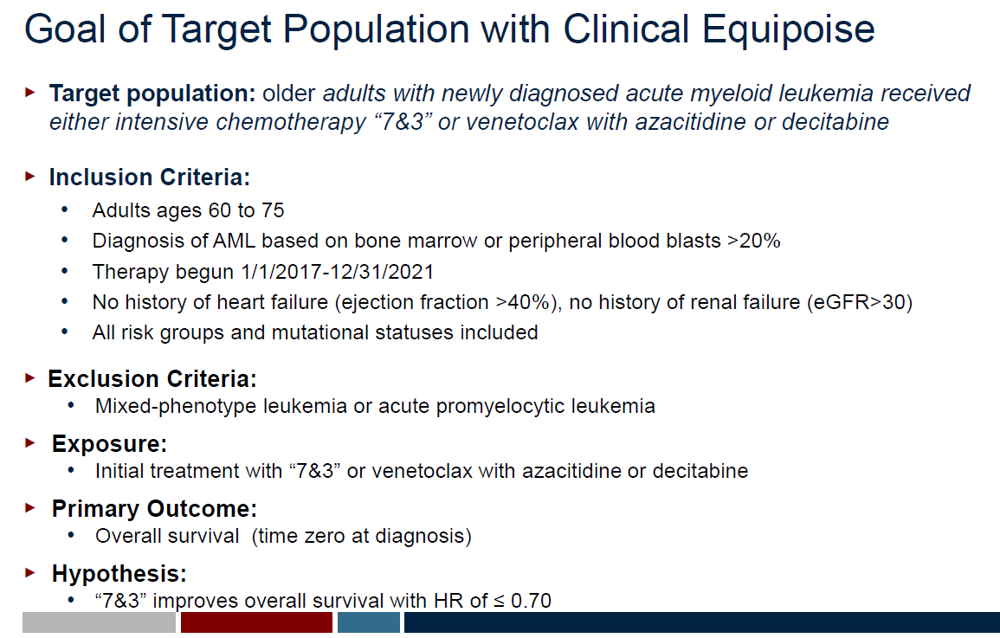 Goal of Target Population with Clinical Equipoise
Target population: older adults with newly diagnosed acute myeloid leukemia received
either intensive chemotherapy “7&3” or venetoclax with azacitidine or decitabine
Inclusion Criteria:
• Adults ages 60 to 75
• Diagnosis of AML based on bone marrow or peripheral blood blasts >20%
• Therapy begun 1/1/2017-12/31/2021
• No history of heart failure (ejection fraction >40%), no history of renal failure (eGFR>30)
• All risk groups and mutational statuses included
Exclusion Criteria:
• Mixed-phenotype leukemia or acute promyelocytic leukemia
Exposure:
• Initial treatment with “7&3” or venetoclax with azacitidine or decitabine
Primary Outcome:
• Overall survival (time zero at diagnosis)
Hypothesis:
• “7&3” improves overall survival with HR of ≤ 0.70